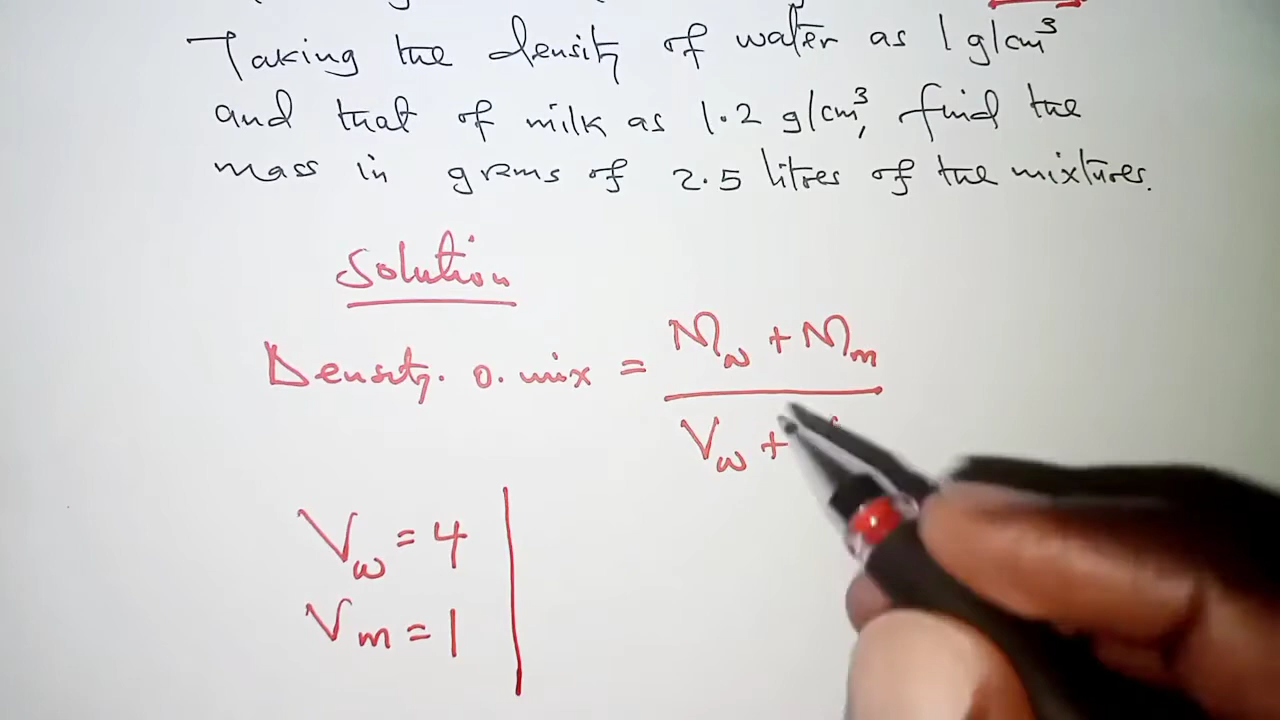 Taking the density of water as 1 g/cm³
and that of milk as 1.2 g/cm³, find the
mass in grams of 2.5 litres of the mixtures.
Solution
Density. o. mix = Mw + Mm
Vw +
Vw = 4
Vm = 1